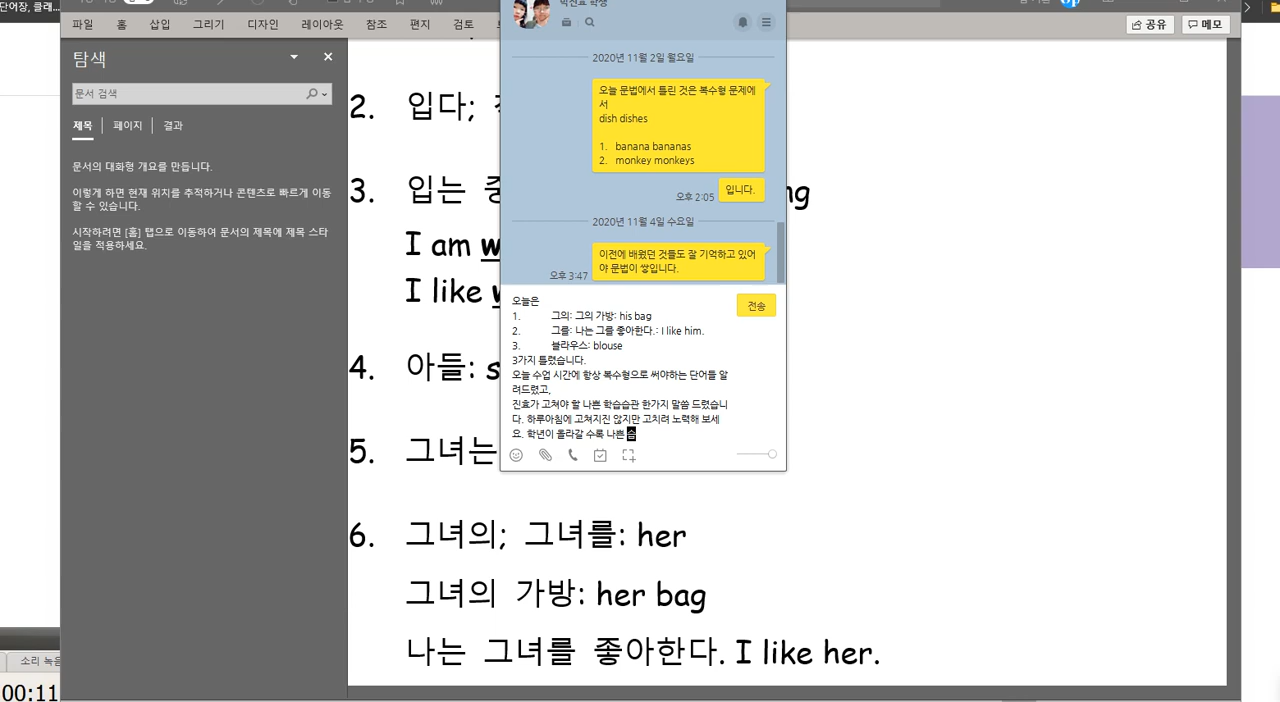 단어장, 클래...
파일 홈 삽입 그리기 디자인 레이아웃 참조 편지 검토
공유 메모
탐색
문서 검색
제목 페이지 결과
문서의 대화형 개요를 만듭니다.
이렇게 하면 현재 위치를 추적하거나 콘텐츠로 빠르게 이동
할 수 있습니다.
시작하려면 [홈] 탭으로 이동하여 문서의 제목에 제목 스타
일을 적용하세요.
소리 녹음
00:11
2. 입다;
3. 입는 중
ng
I am w
I like w
4. 아들: s
5. 그녀는
6. 그녀의; 그녀를: her
그녀의 가방: her bag
나는 그녀를 좋아한다. I like her.
2020년 11월 2일 월요일
오늘 문법에서 틀린 것은 복수형 문제에
서
dish dishes
1. banana bananas
2. monkey monkeys
입니다.
오후 2:05
2020년 11월 4일 수요일
이전에 배웠던 것들도 잘 기억하고 있어
야 문법이 쌓입니다.
오후 3:47
오늘은
1. 그의: 그의 가방: his bag
2. 그를: 나는 그를 좋아한다.: I like him.
3. 블라우스: blouse
3가지 틀렸습니다.
오늘 수업 시간에 항상 복수형으로 써야하는 단어들 알
려드렸고,
진효가 고쳐야 할 나쁜 학습습관 한가지 말씀 드렸습니
다. 하루아침에 고쳐지진 않지만 고치려 노력해 보세
요. 학년이 올라갈 수록 나쁜
전송